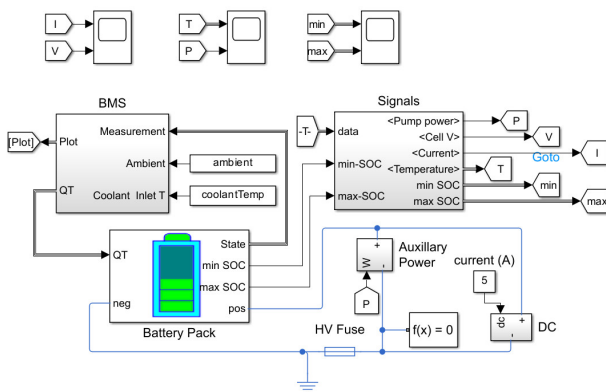 I
V
T
P
min
max
BMS
Signals
[Plot]
Plot
QT
Measurement
Ambient
Coolant Inlet T
ambient
coolantTemp
-T-
data
min-SOC
max-SOC
<Pump power>
<Cell V>
<Current>
<Temperature>
min SOC
max SOC
P
V
Goto
I
T
min
max
QT
neg
State
min SOC
max SOC
pos
Battery Pack
+
-
W
Auxillary
Power
P
current (A)
5
dc
+
-
DC
HV Fuse
f(x) = 0